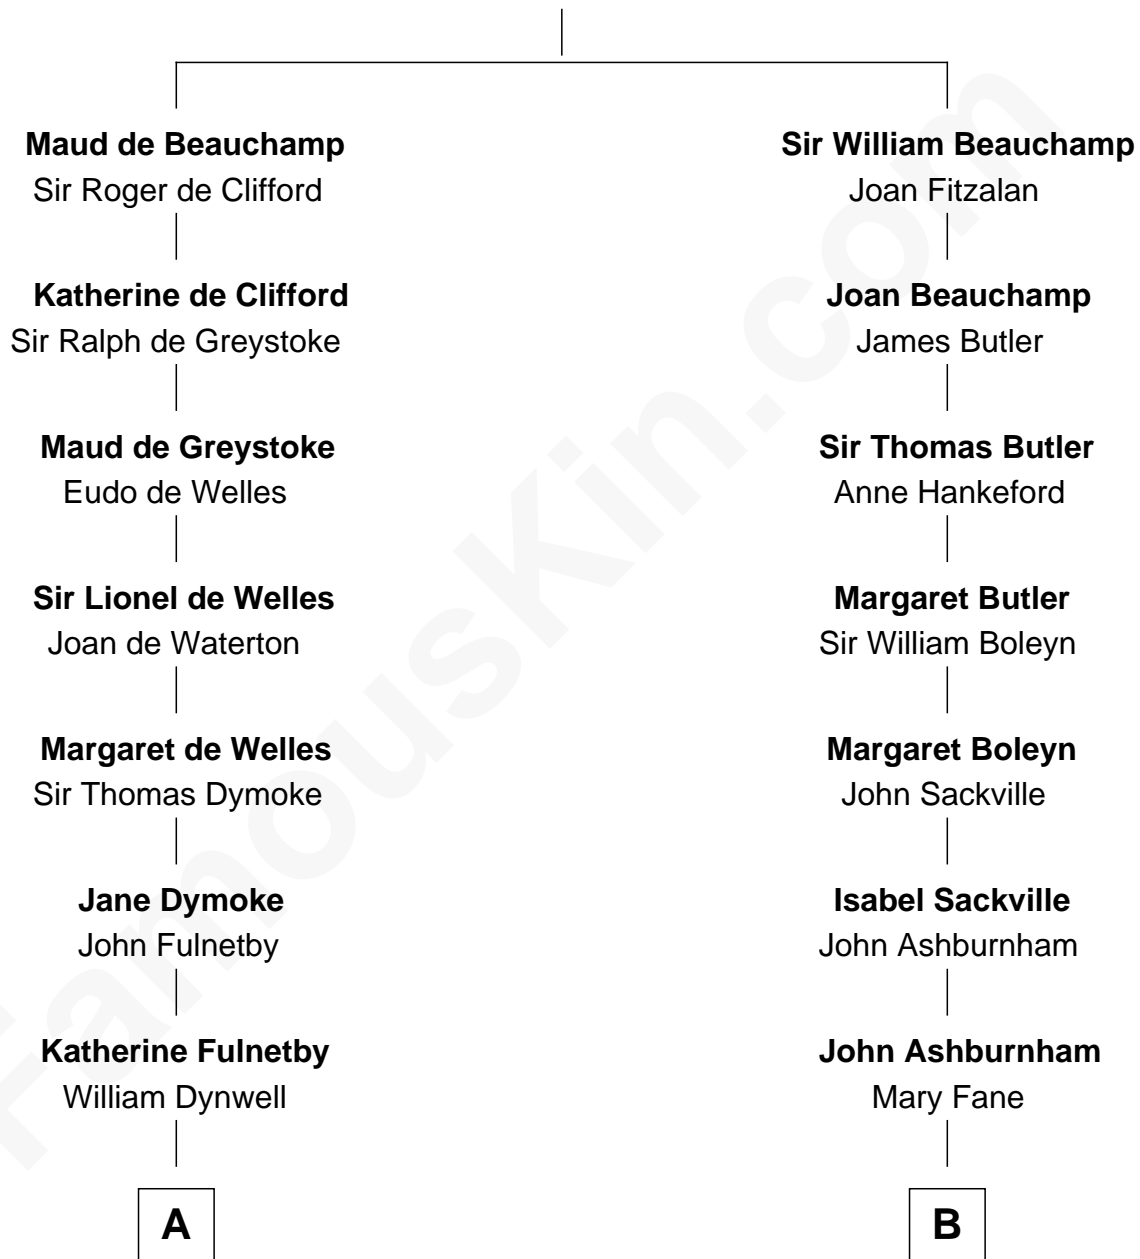 Maud de Beauchamp
Sir Roger de Clifford
Katherine de Clifford
Sir Ralph de Greystoke
Maud de Greystoke
Eudo de Welles
Sir Lionel de Welles
Joan de Waterton
Margaret de Welles
Sir Thomas Dymoke
Jane Dymoke
John Fulnetby
Katherine Fulnetby
William Dynwell
A
Sir William Beauchamp
Joan Fitzalan
Joan Beauchamp
James Butler
Sir Thomas Butler
Anne Hankeford
Margaret Butler
Sir William Boleyn
Margaret Boleyn
John Sackville
Isabel Sackville
John Ashburnham
John Ashburnham
Mary Fane
B
FamousKin.com